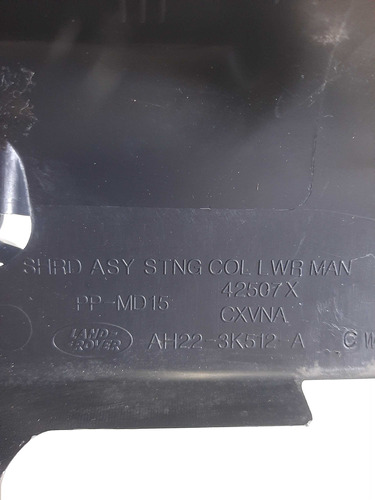 SHRD ASY STNG COL LWR MAN
42507X
PP-MD15
CXVNA
LAND
ROVER
AH22-3K512-A